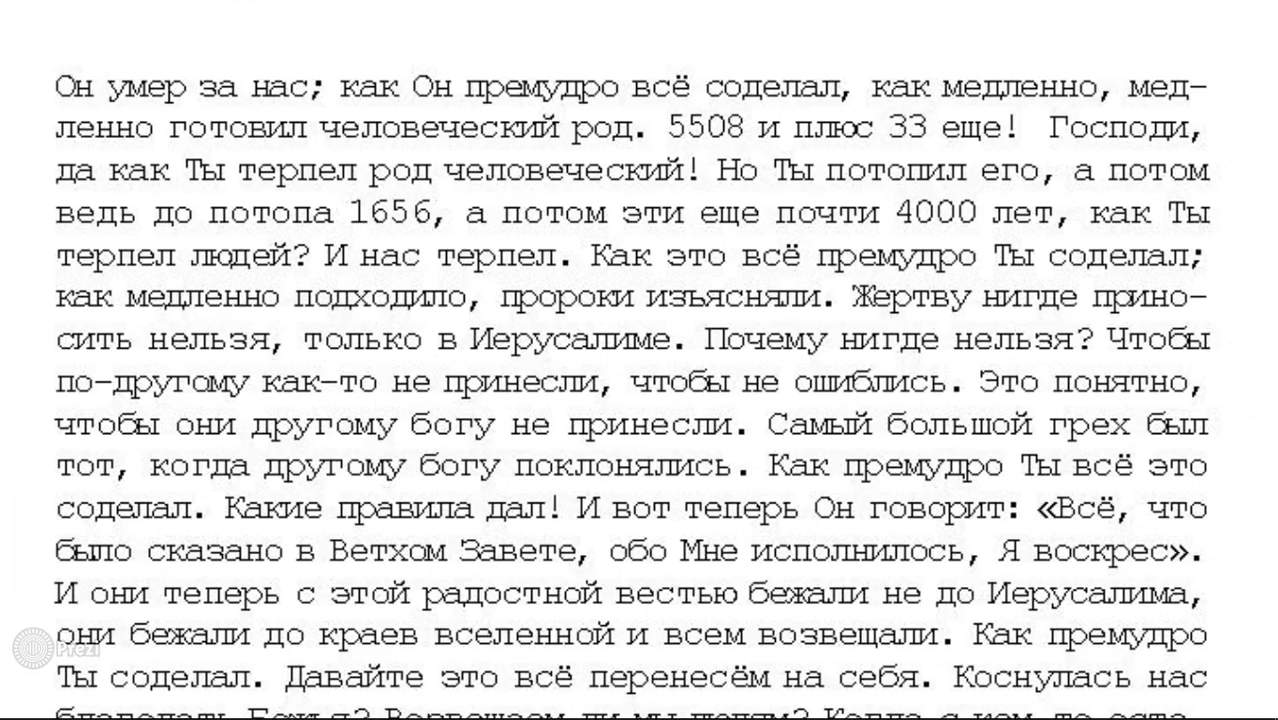 Он умер за нас; как Он премудро всё соделал, как медленно, мед-
ленно готовил человеческий род. 5508 и плюс 33 еще! Господи,
да как Ты терпел род человеческий! Но Ты потопил его, а потом
ведь до потопа 1656, а потом эти еще почти 4000 лет, как Ты
терпел людей? И нас терпел. Как это всё премудро Ты соделал;
как медленно подходило, пророки изъясняли. Жертву нигде прино-
сить нельзя, только в Иерусалиме. Почему нигде нельзя? Чтобы
по-другому как-то не принесли, чтобы не ошиблись. Это понятно,
чтобы они другому богу не принесли. Самый большой грех был
тот, когда другому богу поклонялись. Как премудро Ты всё это
соделал. Какие правила дал! И вот теперь Он говорит: «Всё, что
было сказано в Ветхом Завете, обо Мне исполнилось, Я воскрес».
И они теперь с этой радостной вестью бежали не до Иерусалима,
они бежали до краев вселенной и всем возвещали. Как премудро
Ты соделал. Давайте это всё перенесём на себя. Коснулась нас
Prezi